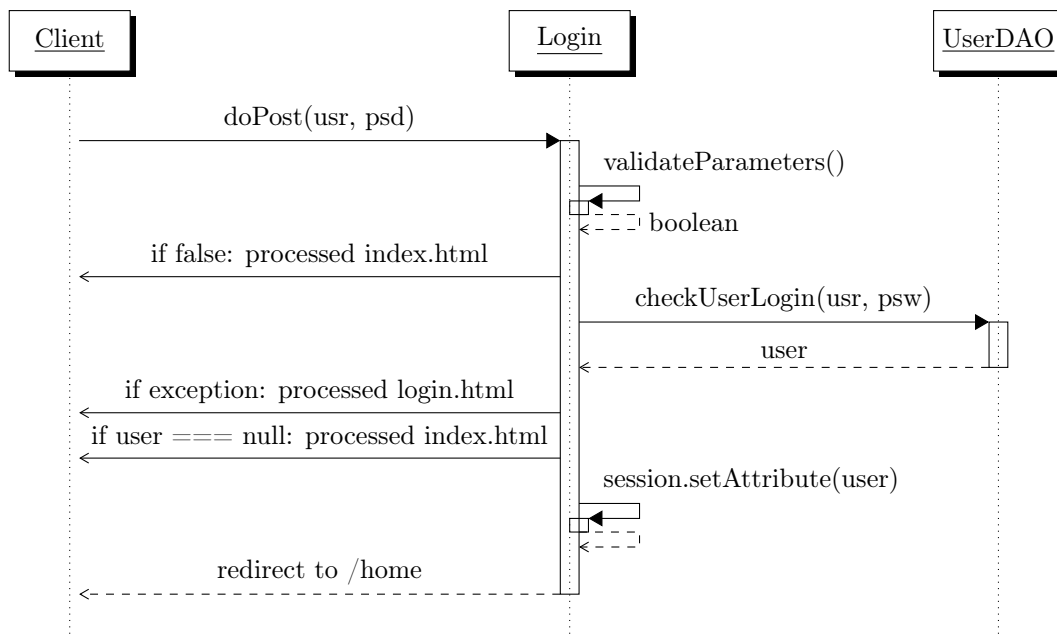 Client
Login
UserDAO
doPost(usr, psd)
validateParameters()
boolean
if false: processed index.html
checkUserLogin(usr, psw)
user
if exception: processed login.html
if user === null: processed index.html
session.setAttribute(user)
redirect to /home